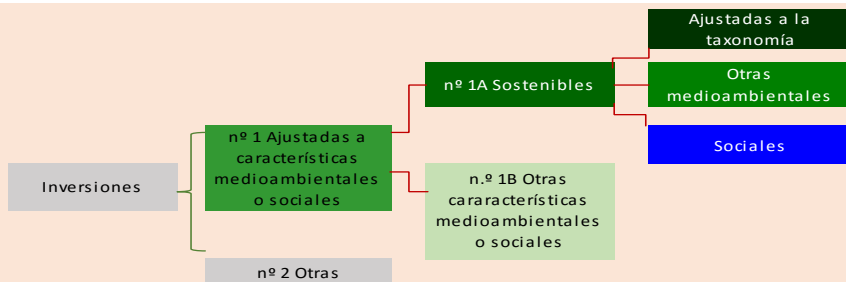 Ajustadas a la
taxonomía
nº 1A Sostenibles
Otras
medioambientales
nº 1 Ajustadas a
características
medioambientales
o sociales
Sociales
Inversiones
n.º 1B Otras
cararacterísticas
medioambientales
o sociales
nº 2 Otras